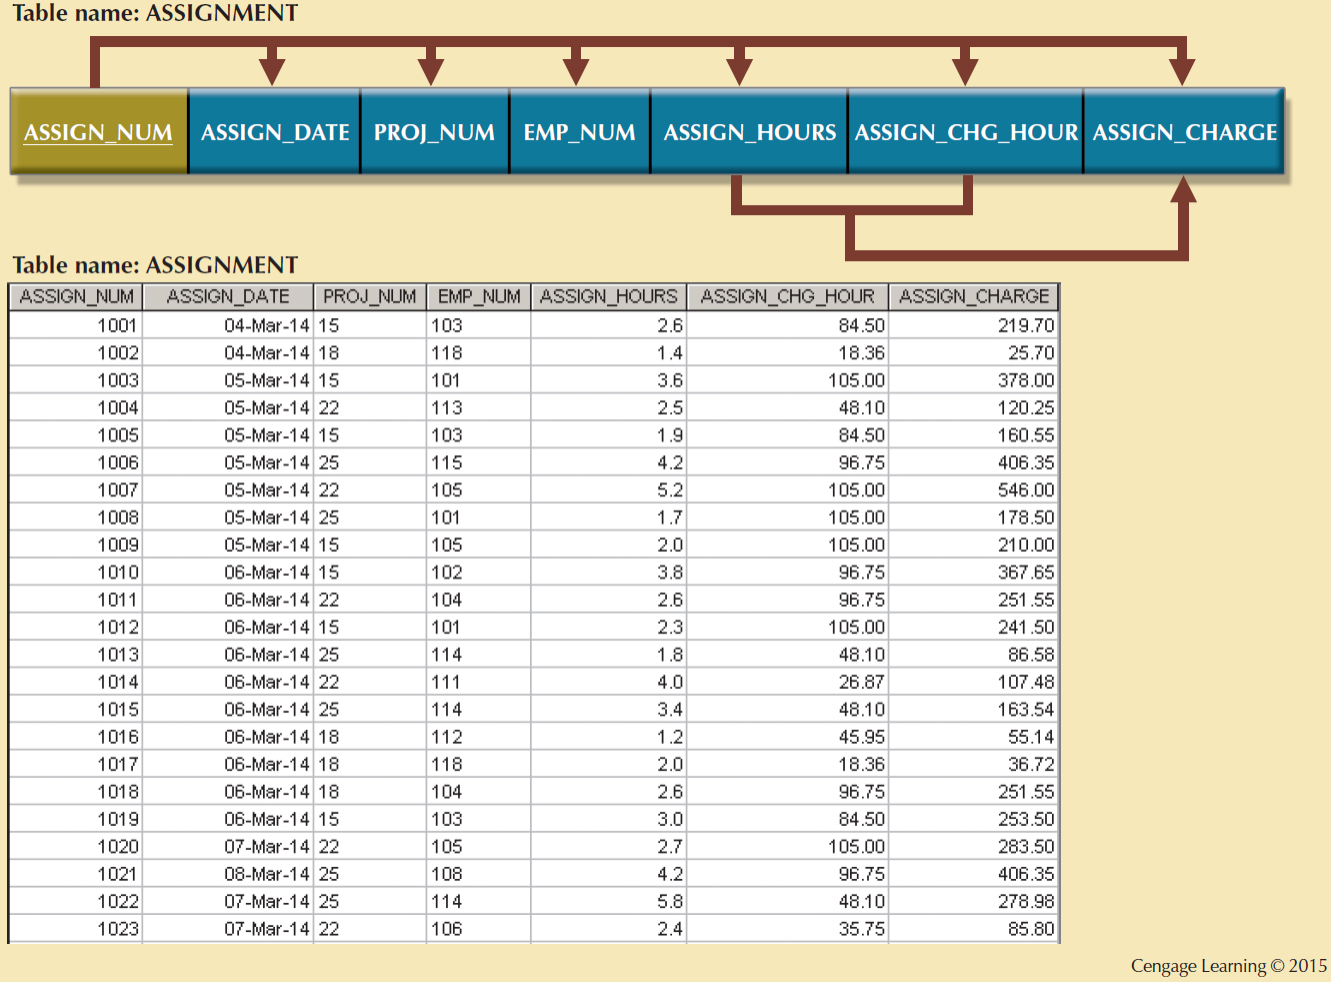 Table name: ASSIGNMENT
ASSIGN_NUM ASSIGN_DATE PROJ_NUM EMP_NUM ASSIGN_HOURS ASSIGN_CHG_HOUR ASSIGN_CHARGE
Table name: ASSIGNMENT
ASSIGN_NUM ASSIGN_DATE PROJ_NUM EMP_NUM ASSIGN_HOURS ASSIGN_CHG_HOUR ASSIGN_CHARGE
1001 04-Mar-14 15 103 2.6 84.50 219.70
1002 04-Mar-14 18 118 1.4 18.36 25.70
1003 05-Mar-14 15 101 3.6 105.00 378.00
1004 05-Mar-14 22 113 2.5 48.10 120.25
1005 05-Mar-14 15 103 1.9 84.50 160.55
1006 05-Mar-14 25 115 4.2 96.75 406.35
1007 05-Mar-14 22 105 5.2 105.00 546.00
1008 05-Mar-14 25 101 1.7 105.00 178.50
1009 05-Mar-14 15 105 2.0 105.00 210.00
1010 06-Mar-14 15 102 3.8 96.75 367.65
1011 06-Mar-14 22 104 2.6 96.75 251.55
1012 06-Mar-14 15 101 2.3 105.00 241.50
1013 06-Mar-14 25 114 1.8 48.10 86.58
1014 06-Mar-14 22 111 4.0 26.87 107.48
1015 06-Mar-14 25 114 3.4 48.10 163.54
1016 06-Mar-14 18 112 1.2 45.95 55.14
1017 06-Mar-14 18 118 2.0 18.36 36.72
1018 06-Mar-14 18 104 2.6 96.75 251.55
1019 06-Mar-14 15 103 3.0 84.50 253.50
1020 07-Mar-14 22 105 2.7 105.00 283.50
1021 08-Mar-14 25 108 4.2 96.75 406.35
1022 07-Mar-14 25 114 5.8 48.10 278.98
1023 07-Mar-14 22 106 2.4 35.75 85.80
Cengage Learning © 2015